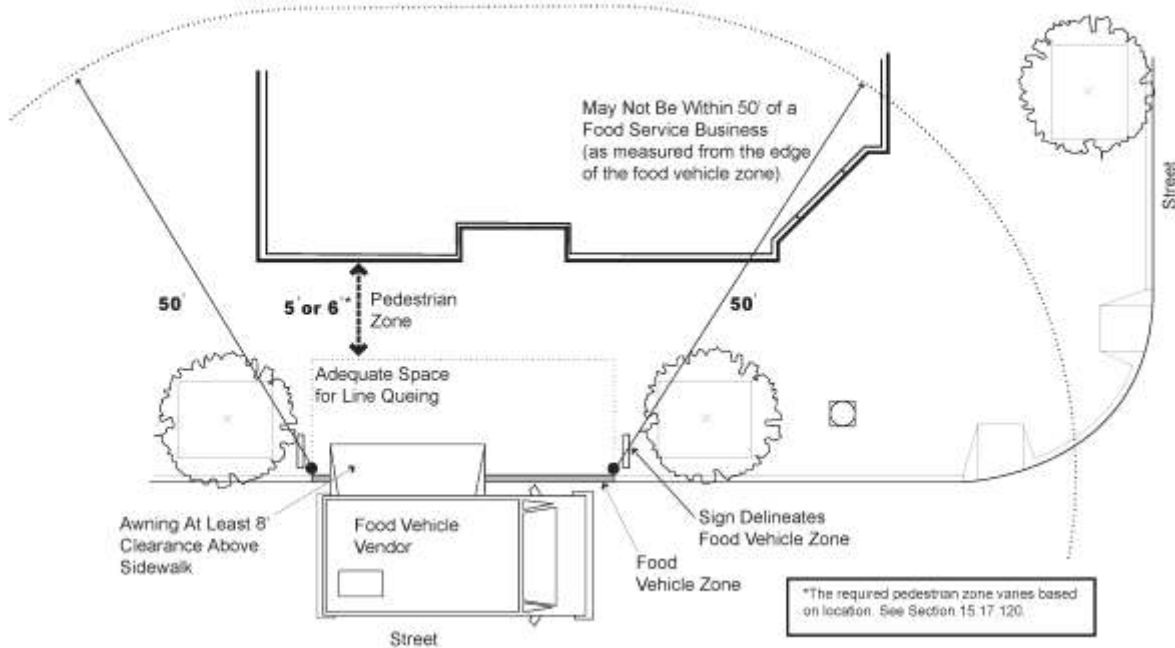 May Not Be Within 50' of a
Food Service Business
(as measured from the edge
of the food vehicle zone)
Street
50'
5' or 6'*
Pedestrian
Zone
50'
Adequate Space
for Line Queing
Awning At Least 8'
Clearance Above
Sidewalk
Food Vehicle
Vendor
Sign Delineates
Food Vehicle Zone
Food
Vehicle Zone
*The required pedestrian zone varies based
on location. See Section 15.17.120.
Street